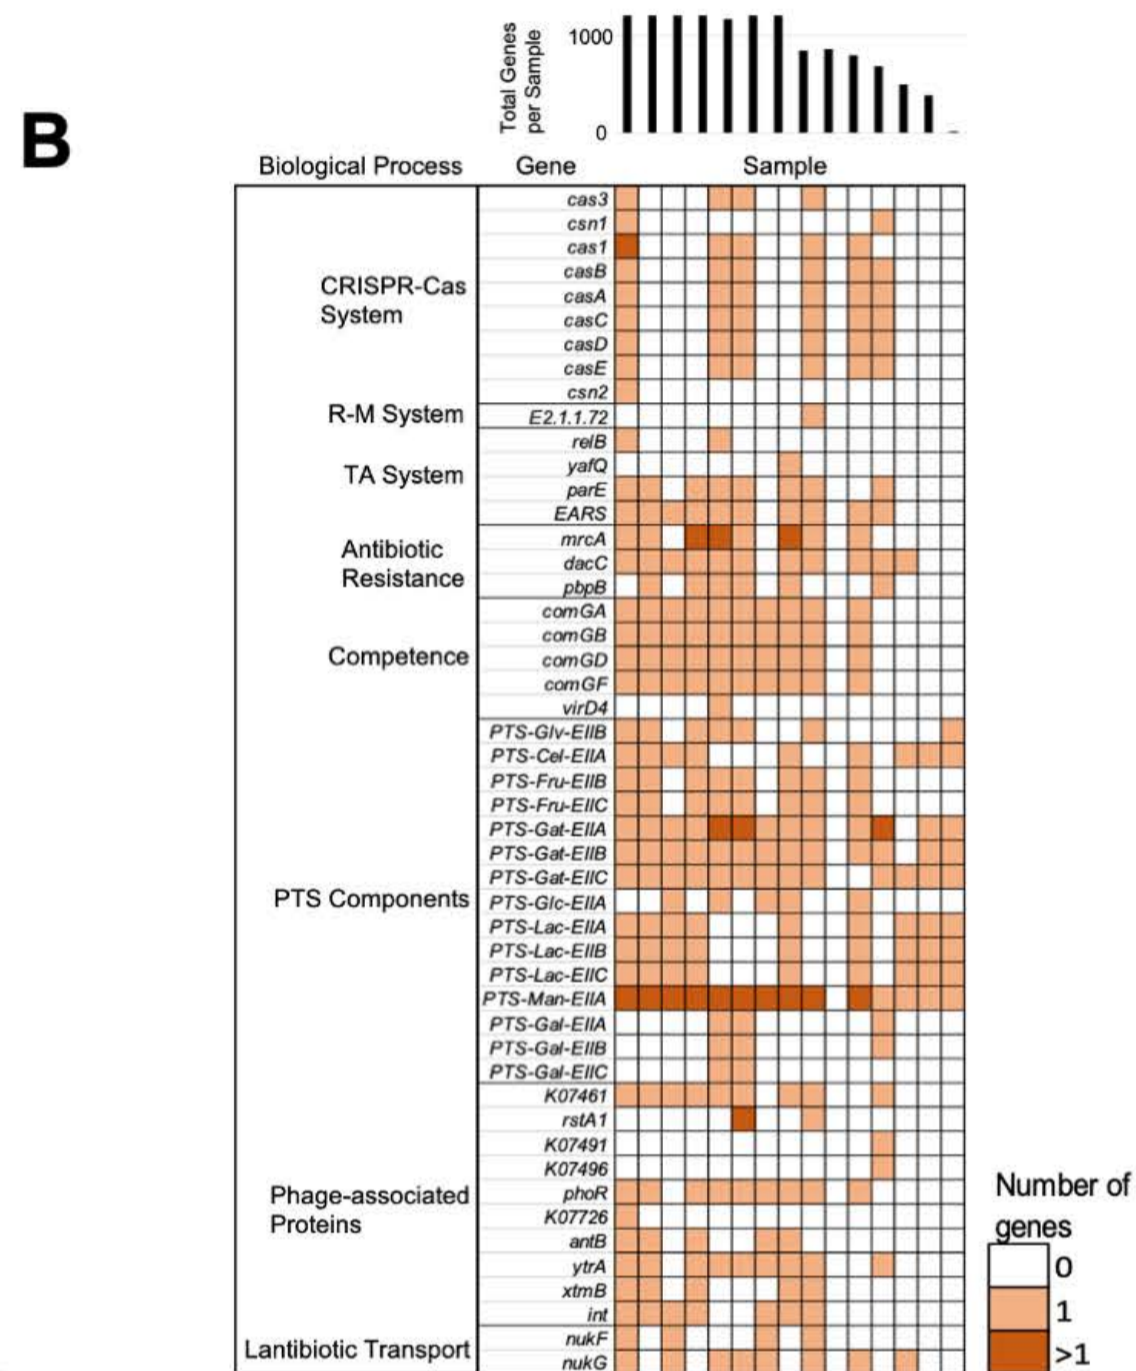 B
Total Genes
per Sample
1000
0
Biological Process
Gene
Sample
CRISPR-Cas
System
cas3
csn1
cas1
casB
casA
casC
casD
casE
csn2
R-M System
E2.1.1.72
TA System
relB
yafQ
parE
EARS
Antibiotic
Resistance
mrcA
dacC
pbpB
Competence
comGA
comGB
comGD
comGF
virD4
PTS Components
PTS-Glv-EIIB
PTS-Cel-EIIA
PTS-Fru-EIIB
PTS-Fru-EIIC
PTS-Gat-EIIA
PTS-Gat-EIIB
PTS-Gat-EIIC
PTS-Glc-EIIA
PTS-Lac-EIIA
PTS-Lac-EIIB
PTS-Lac-EIIC
PTS-Man-EIIA
PTS-Gal-EIIA
PTS-Gal-EIIB
PTS-Gal-EIIC
Phage-associated
Proteins
K07461
rstA1
K07491
K07496
phoR
K07726
antB
ytrA
xtmB
int
Lantibiotic Transport
nukF
nukG
Number of
genes
0
1
>1